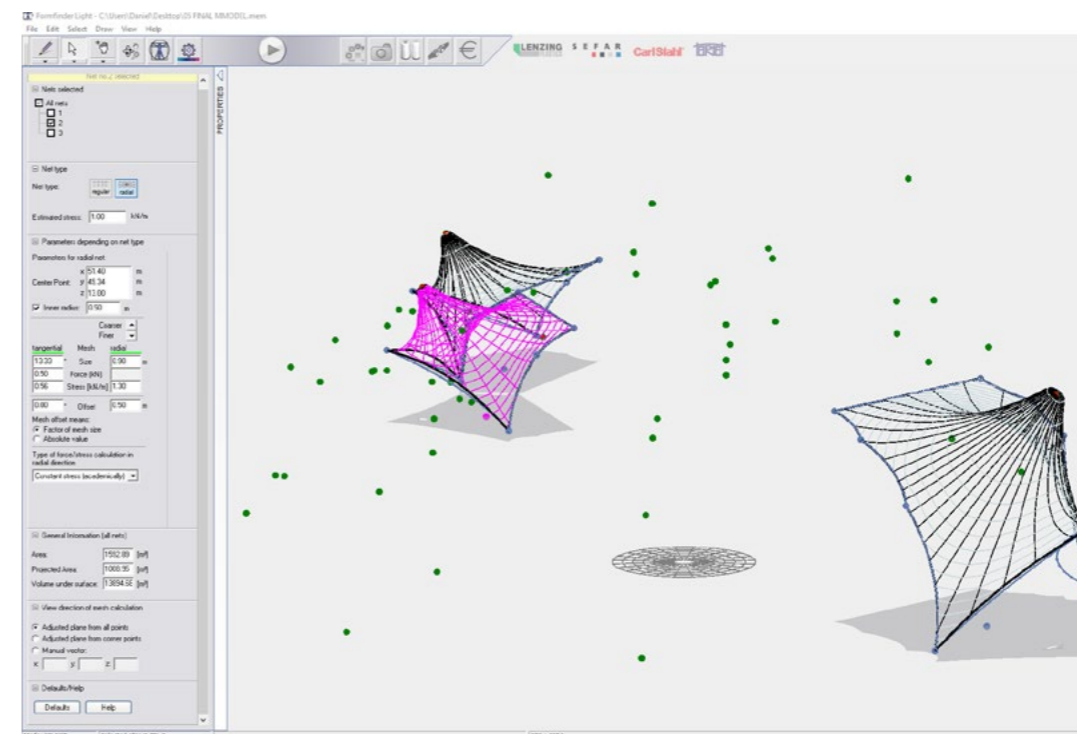 Formfinder Light - C:\Users\Daniel\Desktop\05 FINAL MMODEL.mem
File Edit Select Draw View Help
LENZING SEFAR CarlStahl
Net no.2 selected
PROPERTIES
Nets selected
All nets
1
2
3
Net type
Net type: regular radial
Estimated stress: 1.00 kN/m
Parameters depending on net type
Parameters for radial net
x 51.40 m
Center Point: y 48.34 m
z 13.00 m
Inner radius: 0.50 m
Coarser
Finer
tangential Mesh radial
13.33 ° Size 0.90 m
0.50 Force (kN)
0.56 Stress [kN/m] 1.30
0.80 ° Offset 0.50 m
Mesh offset means:
Factor of mesh size
Absolute value
Type of force/stress calculation in
radial direction
Constant stress (academically)
General Information (all nets)
Area: [m²]
Projected Area: [m²]
Volume under surface: 13894.68 [m³]
View direction of mesh calculation
Adjusted plane from all points
Adjusted plane from corner points
Manual vector:
x: y: z:
Defaults/Help
Defaults Help